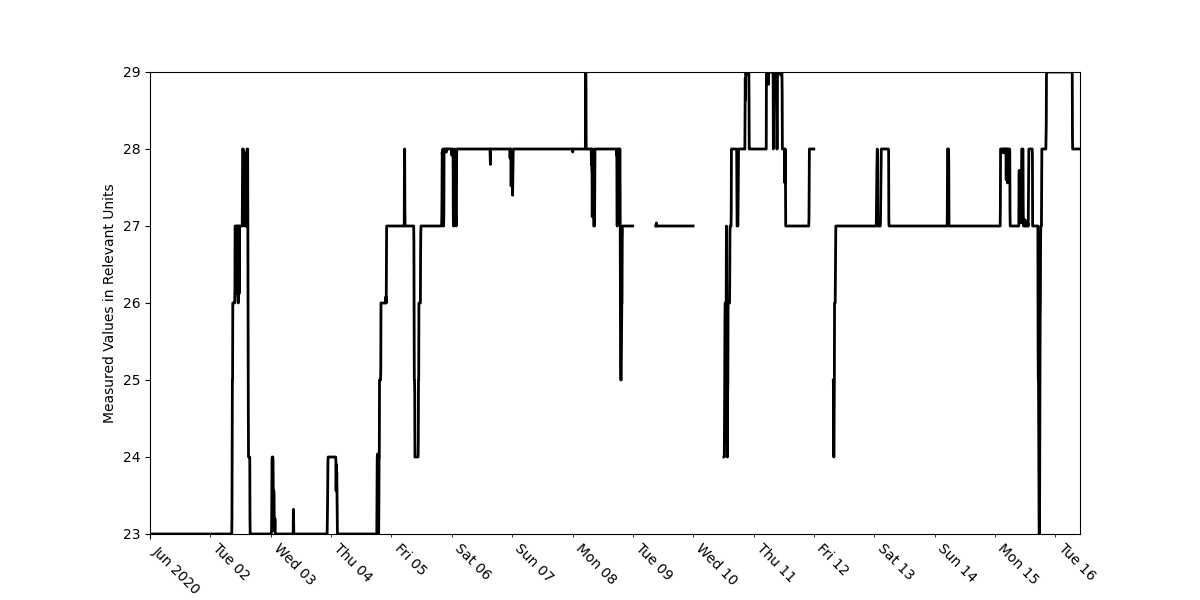 29
28
27
26
25
24
23
Measured Values in Relevant Units
Jun 2020
Tue 02
Wed 03
Thu 04
Fri 05
Sat 06
Sun 07
Mon 08
Tue 09
Wed 10
Thu 11
Fri 12
Sat 13
Sun 14
Mon 15
Tue 16